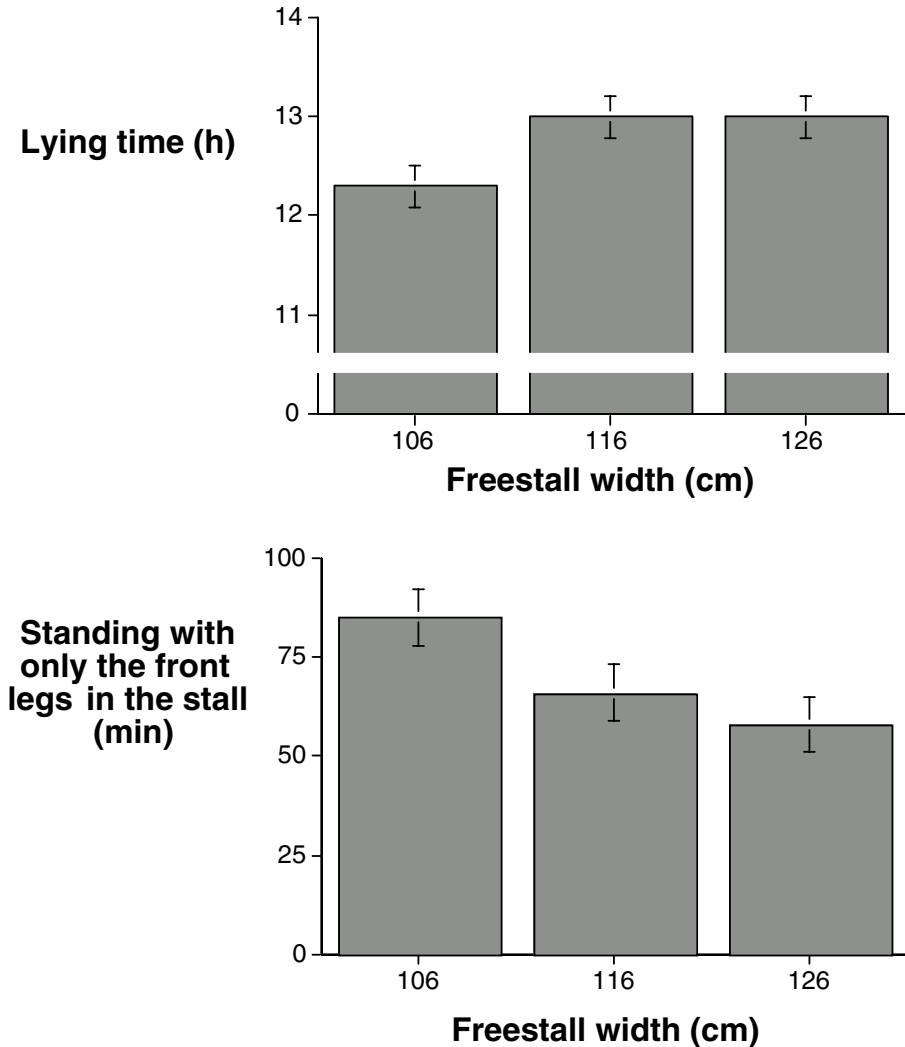 14
13
Lying time (h)
12
11
0
106 116 126
Freestall width (cm)
100
75
Standing with
only the front
legs in the stall
(min)
50
25
0
106 116 126
Freestall width (cm)